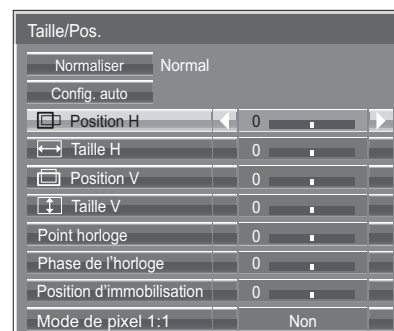 Taille/Pos.
Normaliser Normal
Config. auto
Position H 0
Taille H 0
Position V 0
Taille V 0
Point horloge 0
Phase de l'horloge 0
Position d'immobilisation 0
Mode de pixel 1:1 Non